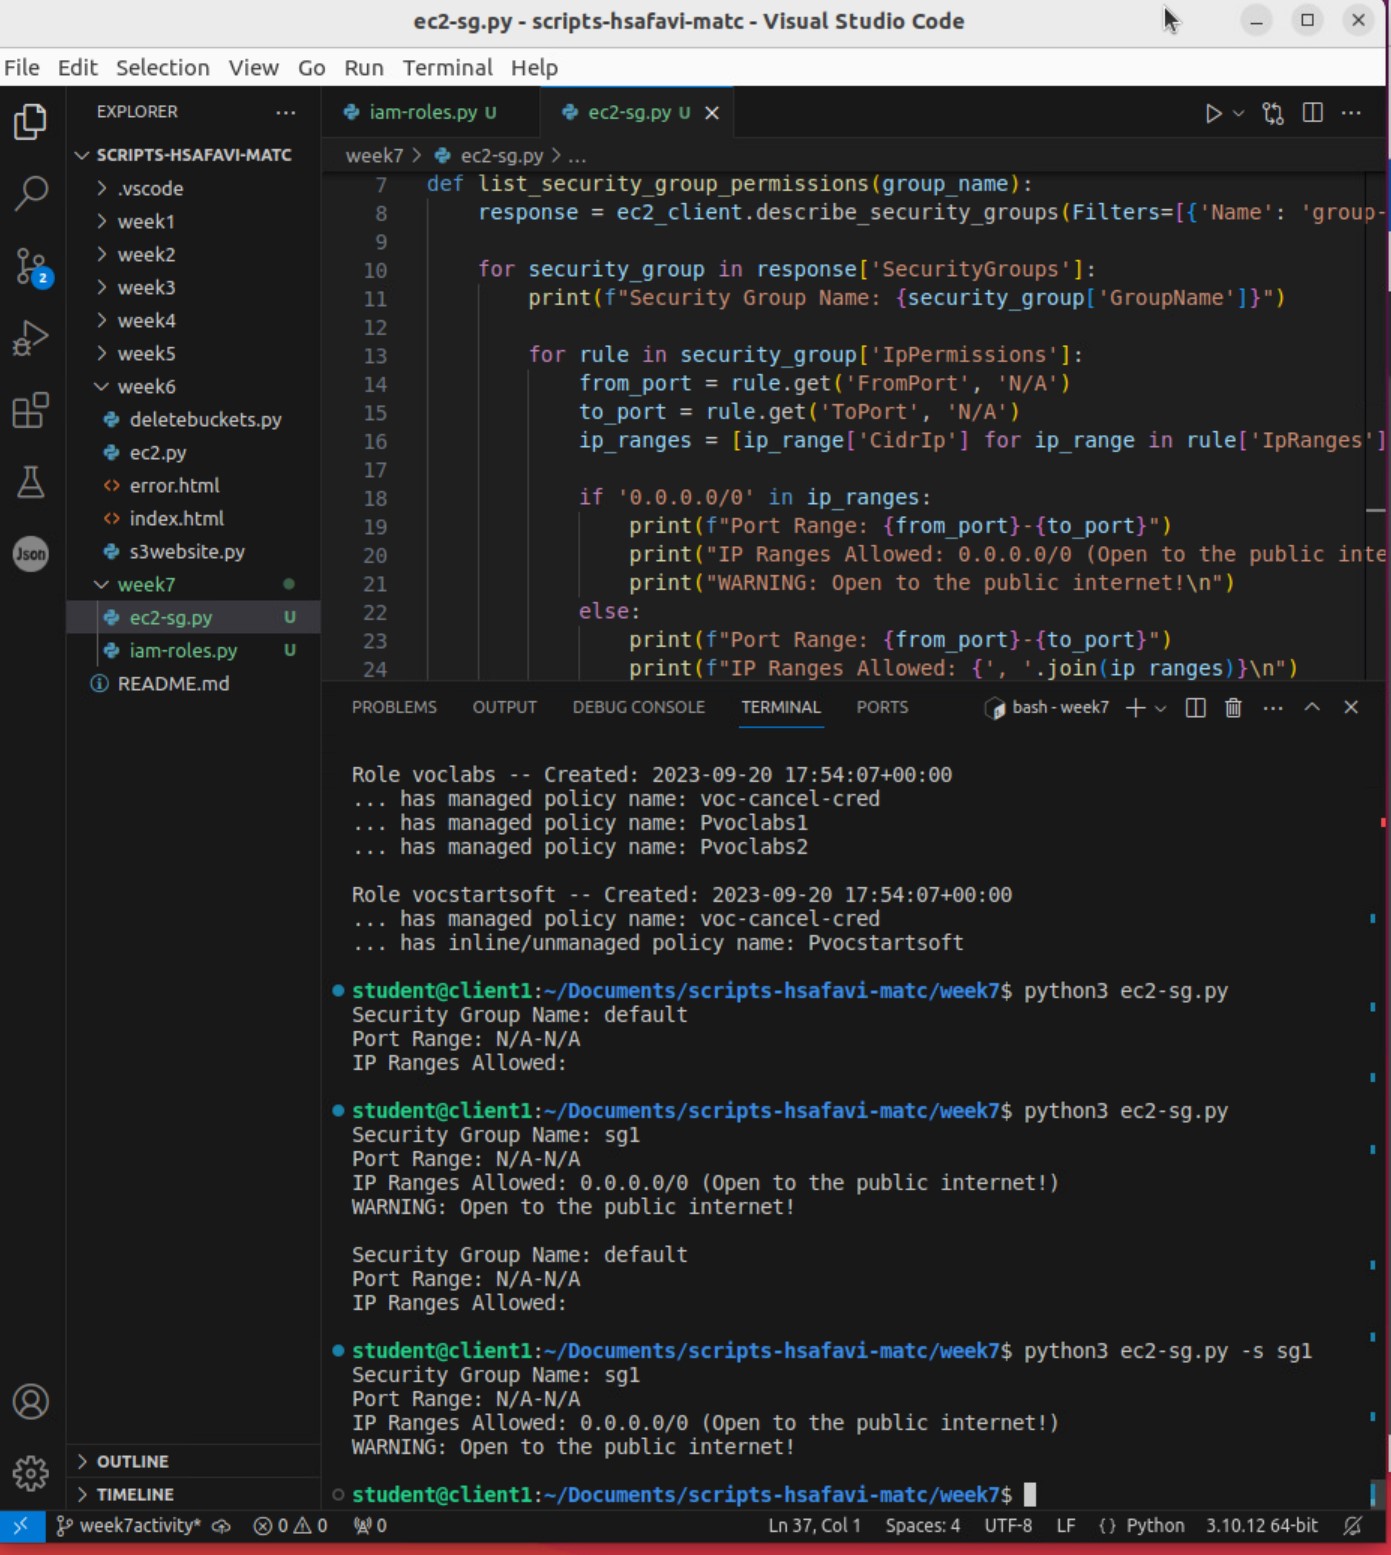 ec2-sg.py - scripts-hsafavi-matc - Visual Studio Code
File Edit Selection View Go Run Terminal Help
EXPLORER
SCRIPTS-HSAFAVI-MATC
.vscode
week1
week2
week3
week4
week5
week6
deletebuckets.py
ec2.py
error.html
index.html
s3website.py
week7
ec2-sg.py U
iam-roles.py U
README.md
OUTLINE
TIMELINE
2
Json
iam-roles.py U ec2-sg.py U
week7 > ec2-sg.py > ...
7 def list_security_group_permissions(group_name):
8 response = ec2_client.describe_security_groups(Filters=[{'Name': 'group-
9
10 for security_group in response['SecurityGroups']:
11 print(f"Security Group Name: {security_group['GroupName']}")
12
13 for rule in security_group['IpPermissions']:
14 from_port = rule.get('FromPort', 'N/A')
15 to_port = rule.get('ToPort', 'N/A')
16 ip_ranges = [ip_range['CidrIp'] for ip_range in rule['IpRanges']
17
18 if '0.0.0.0/0' in ip_ranges:
19 print(f"Port Range: {from_port}-{to_port}")
20 print("IP Ranges Allowed: 0.0.0.0/0 (Open to the public inte
21 print("WARNING: Open to the public internet!\n")
22 else:
23 print(f"Port Range: {from_port}-{to_port}")
24 print(f"IP Ranges Allowed: {', '.join(ip_ranges)}\n")
PROBLEMS OUTPUT DEBUG CONSOLE TERMINAL PORTS bash - week7
Role voclabs -- Created: 2023-09-20 17:54:07+00:00
... has managed policy name: voc-cancel-cred
... has managed policy name: Pvoclabs1
... has managed policy name: Pvoclabs2
Role vocstartsoft -- Created: 2023-09-20 17:54:07+00:00
... has managed policy name: voc-cancel-cred
... has inline/unmanaged policy name: Pvocstartsoft
student@client1:~/Documents/scripts-hsafavi-matc/week7$ python3 ec2-sg.py
Security Group Name: default
Port Range: N/A-N/A
IP Ranges Allowed:
student@client1:~/Documents/scripts-hsafavi-matc/week7$ python3 ec2-sg.py
Security Group Name: sg1
Port Range: N/A-N/A
IP Ranges Allowed: 0.0.0.0/0 (Open to the public internet!)
WARNING: Open to the public internet!
Security Group Name: default
Port Range: N/A-N/A
IP Ranges Allowed:
student@client1:~/Documents/scripts-hsafavi-matc/week7$ python3 ec2-sg.py -s sg1
Security Group Name: sg1
Port Range: N/A-N/A
IP Ranges Allowed: 0.0.0.0/0 (Open to the public internet!)
WARNING: Open to the public internet!
student@client1:~/Documents/scripts-hsafavi-matc/week7$
week7activity* 0 0 0 Ln 37, Col 1 Spaces: 4 UTF-8 LF {} Python 3.10.12 64-bit